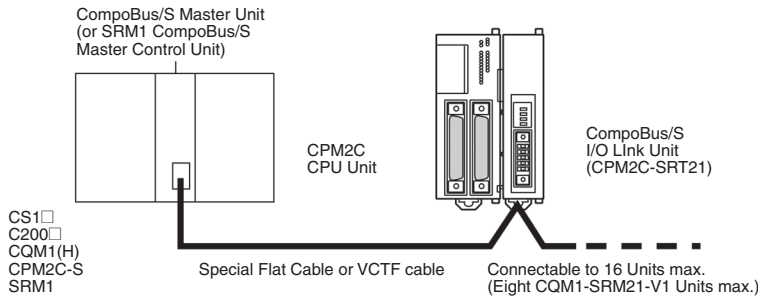 CompoBus/S Master Unit
(or SRM1 CompoBus/S
Master Control Unit)
CPM2C
CPU Unit
CompoBus/S
I/O LInk Unit
(CPM2C-SRT21)
CS1□
C200□
CQM1(H)
CPM2C-S
SRM1
Special Flat Cable or VCTF cable
Connectable to 16 Units max.
(Eight CQM1-SRM21-V1 Units max.)